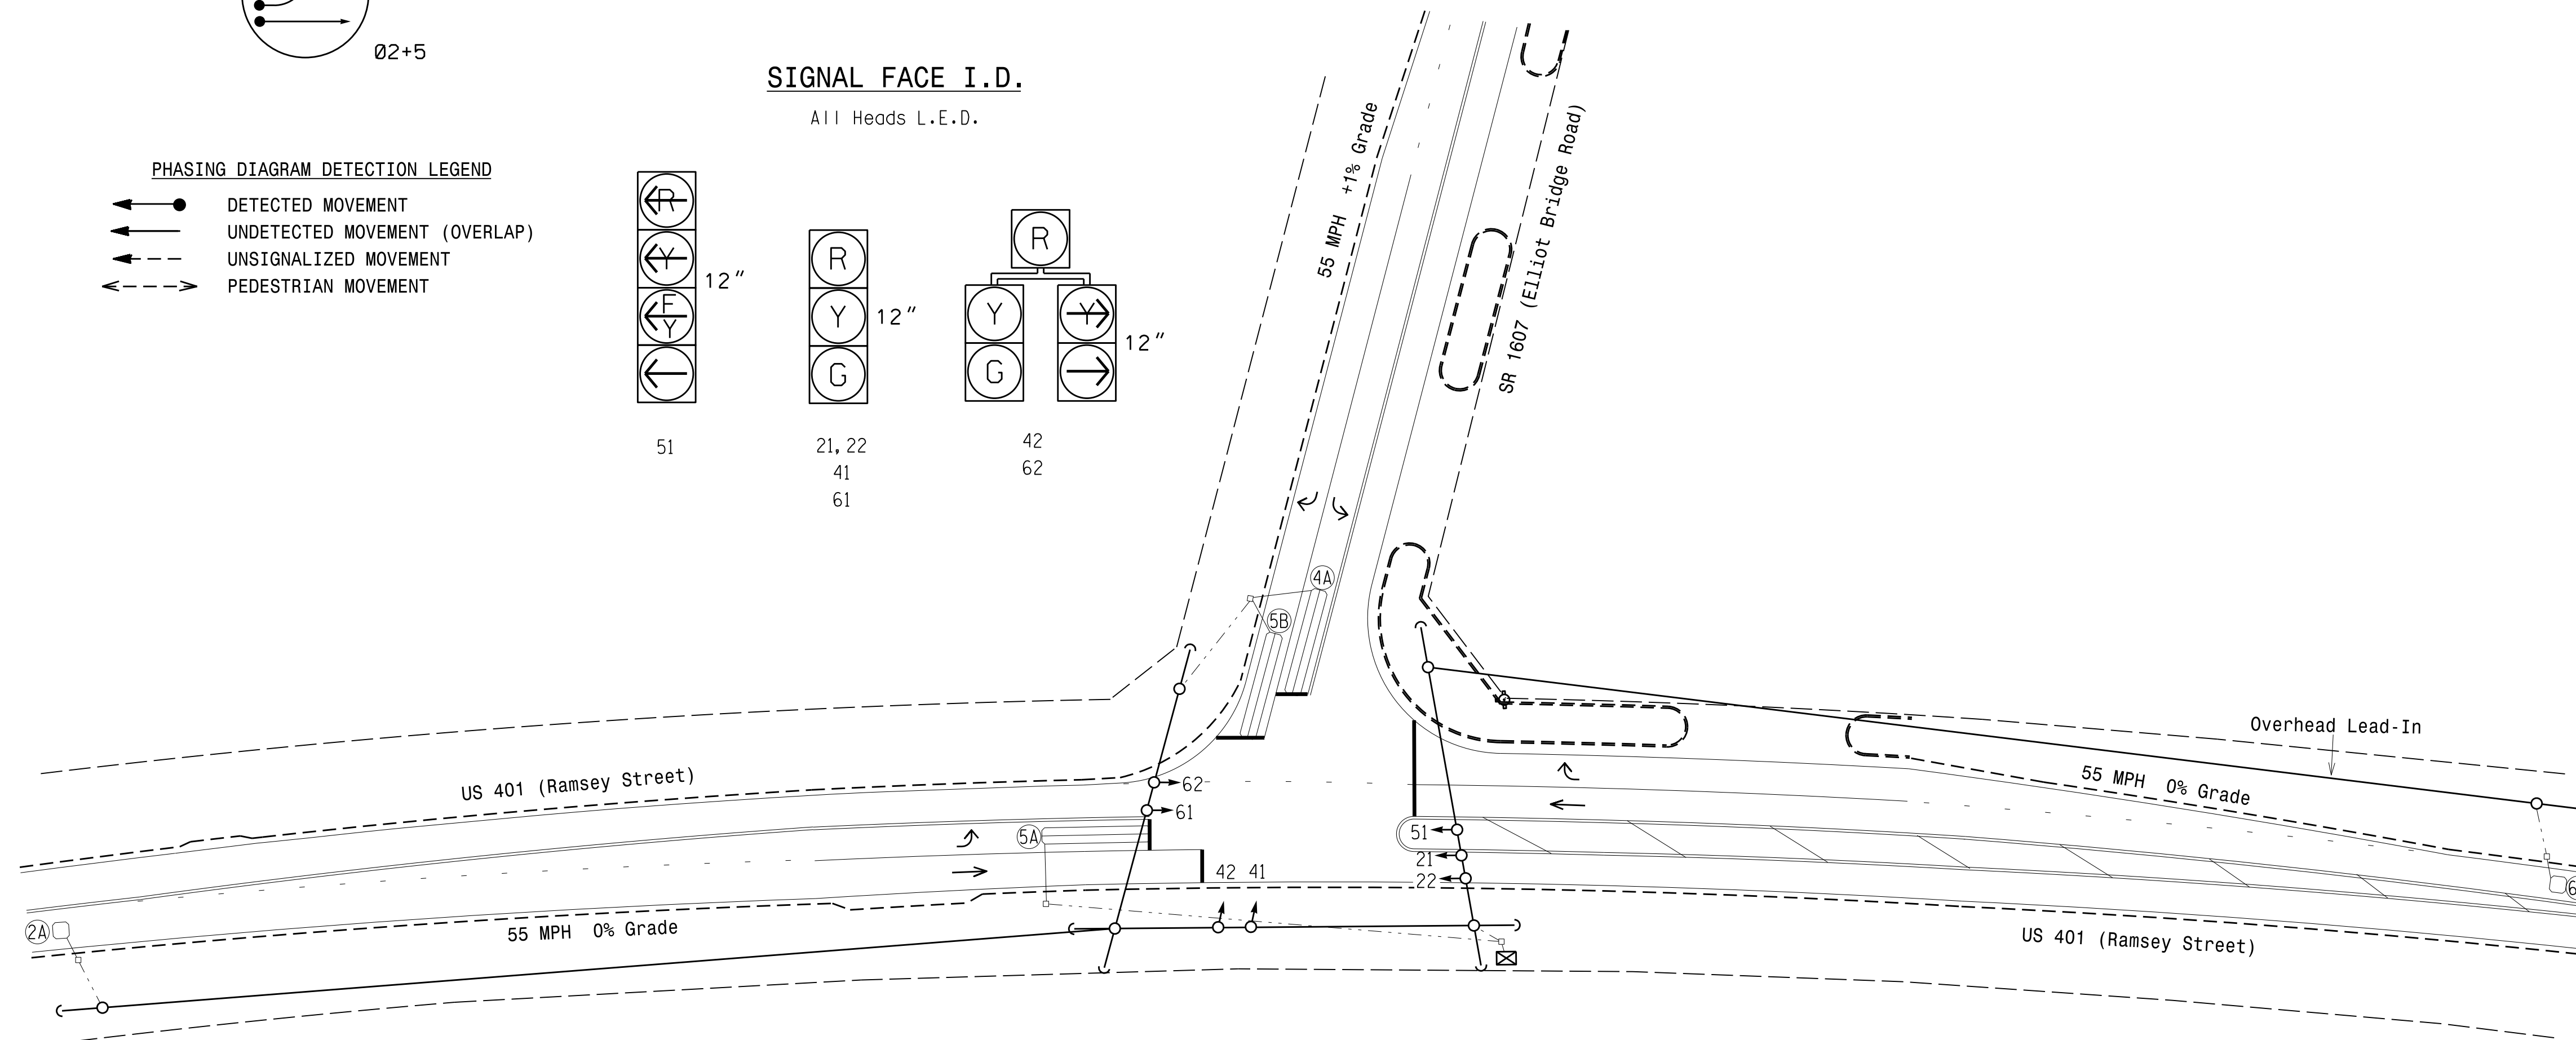 Ø2+5
SIGNAL FACE I.D.
All Heads L.E.D.
PHASING DIAGRAM DETECTION LEGEND
DETECTED MOVEMENT
UNDETECTED MOVEMENT (OVERLAP)
UNSIGNALIZED MOVEMENT
PEDESTRIAN MOVEMENT
R
Y
F
Y
12"
R
Y
G
12"
R
Y
Y
G
12"
51
21, 22
41
61
42
62
55 MPH +1% Grade
SR 1607 (Elliot Bridge Road)
4A
5B
US 401 (Ramsey Street)
62
61
5A
51
21
22
42 41
Overhead Lead-In
55 MPH 0% Grade
2A
55 MPH 0% Grade
US 401 (Ramsey Street)